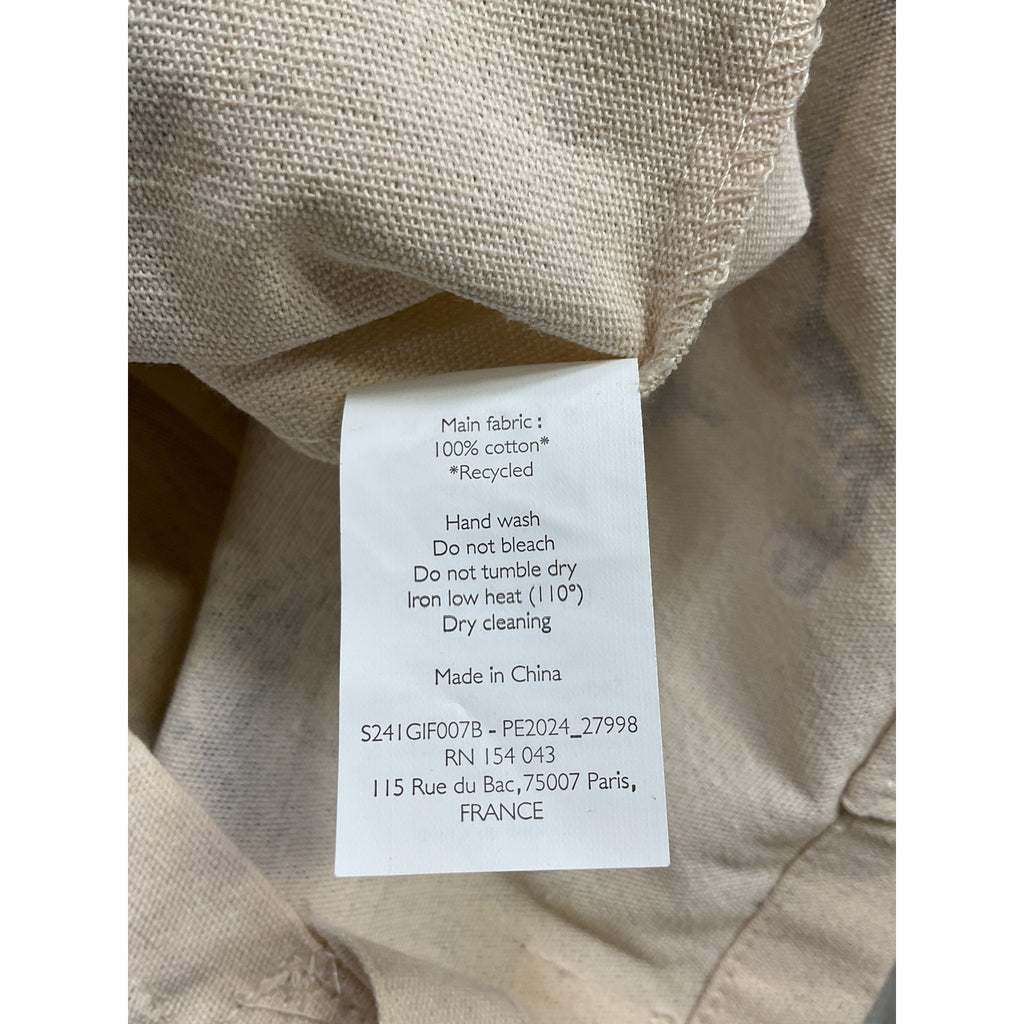 Main fabric :
100% cotton*
*Recycled
Hand wash
Do not bleach
Do not tumble dry
Iron low heat (110°)
Dry cleaning
Made in China
S241GIF007B - PE2024_27998
RN 154 043
115 Rue du Bac, 75007 Paris,
FRANCE